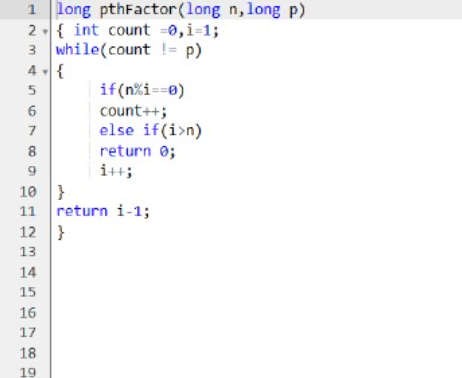 1 long pthFactor(long n,long p)
2 { int count =0,i=1;
3 while(count != p)
4 {
5 if(n%i==0)
6 count++;
7 else if(i>n)
8 return 0;
9 i++;
10 }
11 return i-1;
12 }
13
14
15
16
17
18
19